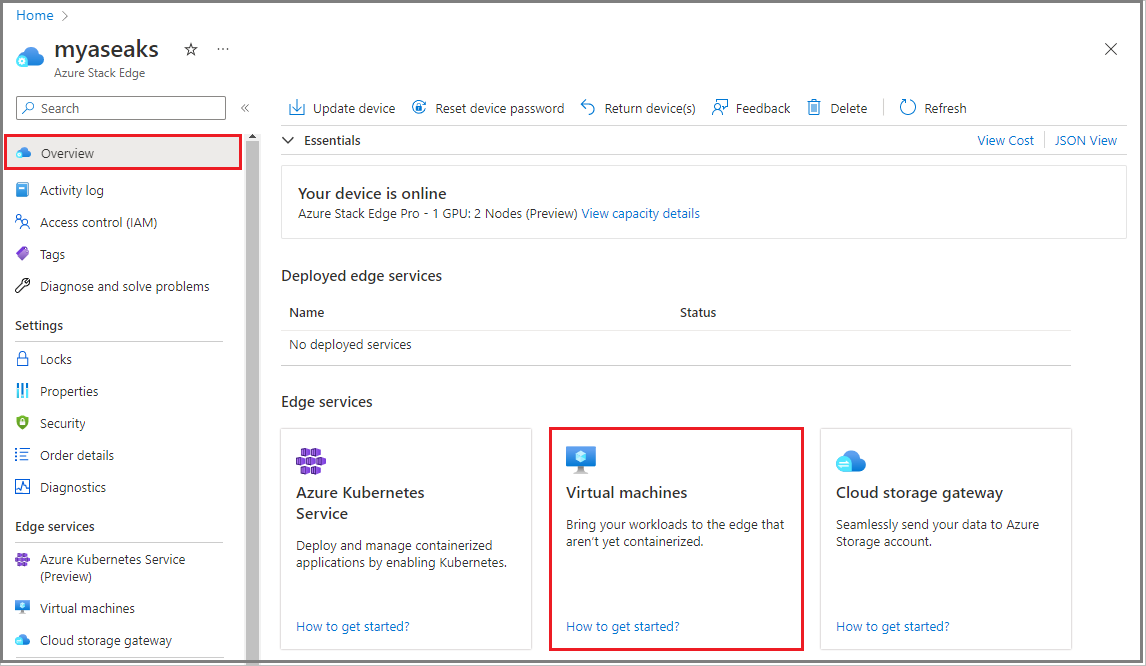 Home
myaseaks
Azure Stack Edge
Search
Overview
Activity log
Access control (IAM)
Tags
Diagnose and solve problems
Settings
Locks
Properties
Security
Order details
Diagnostics
Edge services
Azure Kubernetes Service
(Preview)
Virtual machines
Cloud storage gateway
Update device
Reset device password
Return device(s)
Feedback
Delete
Refresh
Essentials
View Cost
JSON View
Your device is online
Azure Stack Edge Pro - 1 GPU: 2 Nodes (Preview) View capacity details
Deployed edge services
Name Status
No deployed services
Edge services
Azure Kubernetes
Service
Deploy and manage containerized
applications by enabling Kubernetes.
How to get started?
Virtual machines
Bring your workloads to the edge that
aren’t yet containerized.
How to get started?
Cloud storage gateway
Seamlessly send your data to Azure
Storage account.
How to get started?